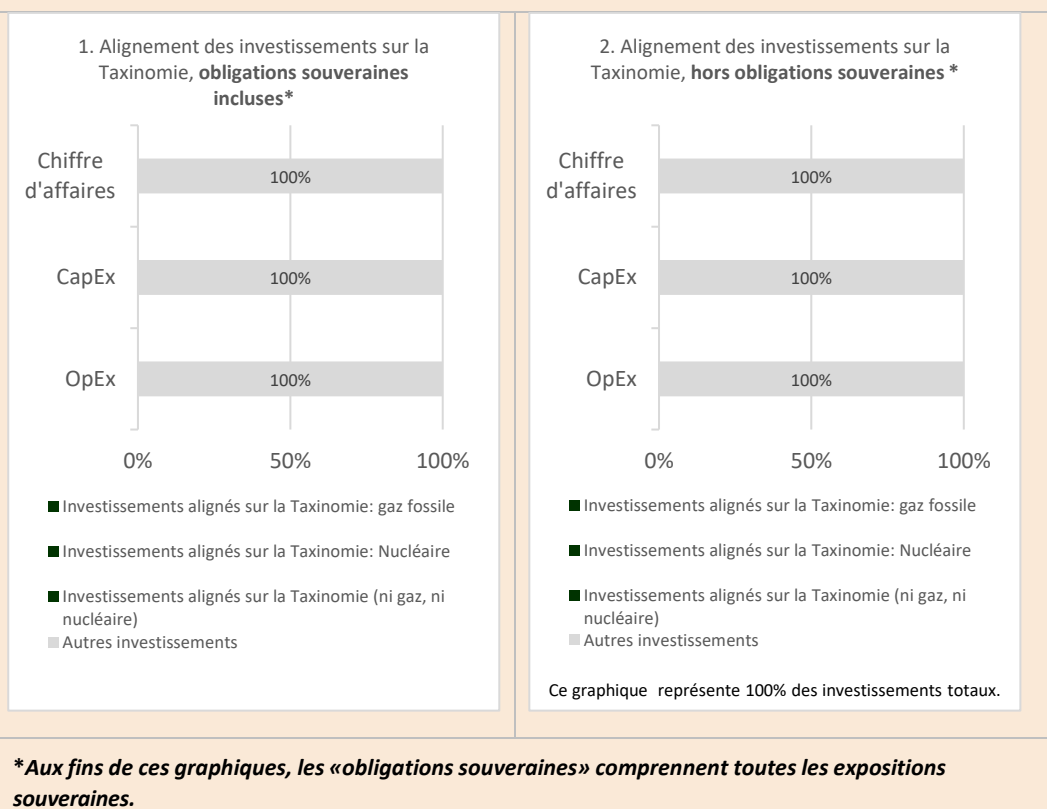 1. Alignement des investissements sur la
Taxinomie, obligations souveraines
incluses*
Chiffre
d'affaires
100%
CapEx
100%
OpEx
100%
0% 50% 100%
Investissements alignés sur la Taxinomie: gaz fossile
Investissements alignés sur la Taxinomie: Nucléaire
Investissements alignés sur la Taxinomie (ni gaz, ni
nucléaire)
Autres investissements
2. Alignement des investissements sur la
Taxinomie, hors obligations souveraines *
Chiffre
d'affaires
100%
CapEx
100%
OpEx
100%
0% 50% 100%
Investissements alignés sur la Taxinomie: gaz fossile
Investissements alignés sur la Taxinomie: Nucléaire
Investissements alignés sur la Taxinomie (ni gaz, ni
nucléaire)
Autres investissements
Ce graphique représente 100% des investissements totaux.
*Aux fins de ces graphiques, les «obligations souveraines» comprennent toutes les expositions
souveraines.